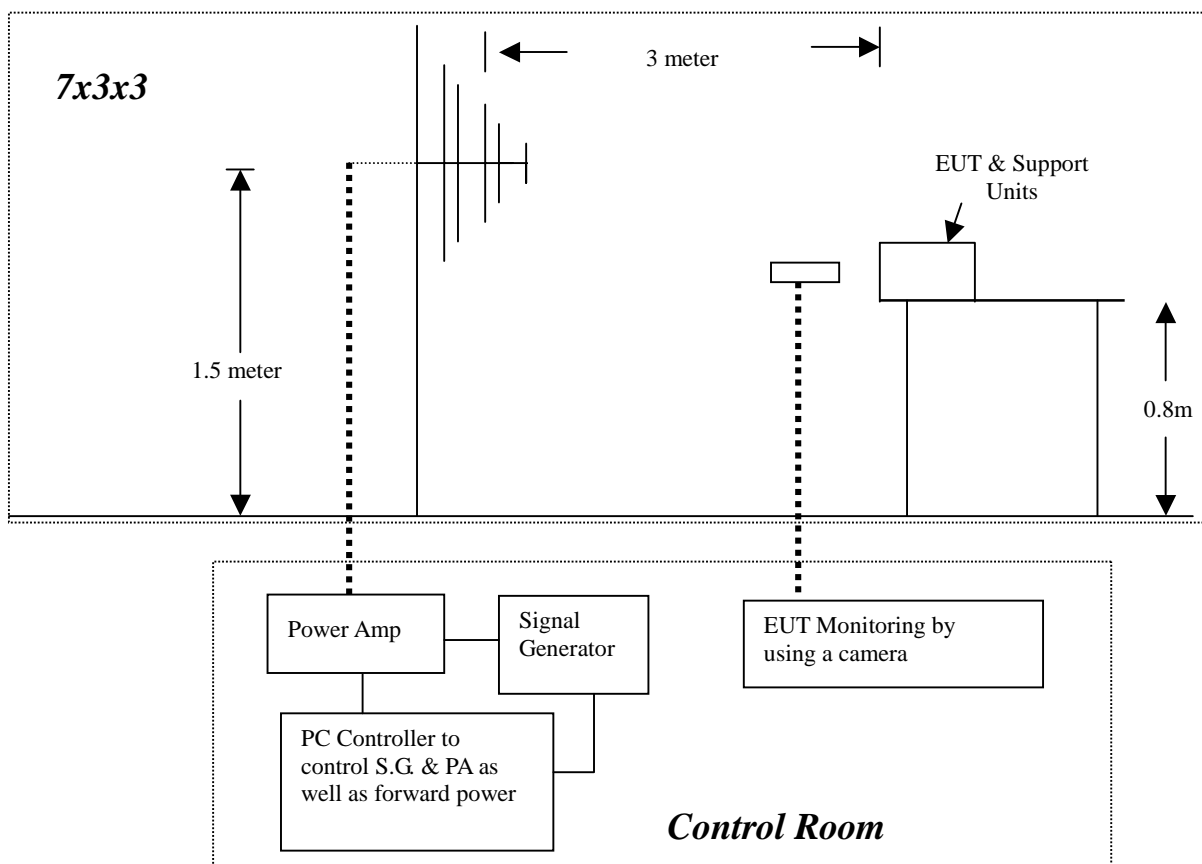 7x3x3
3 meter
EUT & Support
Units
1.5 meter
0.8m
Power Amp
Signal
Generator
EUT Monitoring by
using a camera
PC Controller to
control S.G. & PA as
well as forward power
Control Room